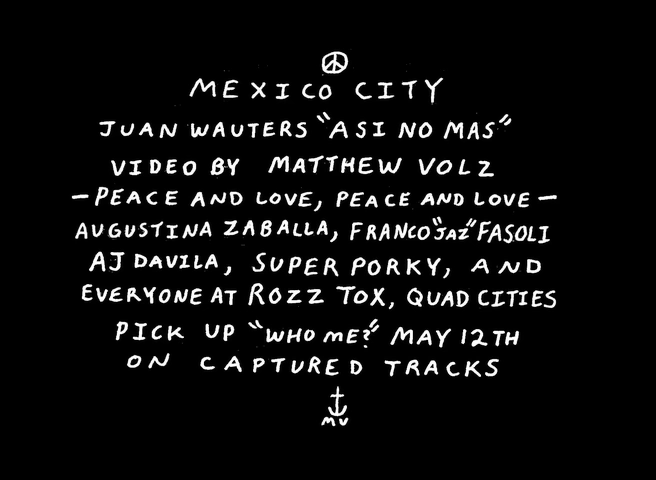 MEXICO CITY
JUAN WAUTERS "ASI NO MAS"
VIDEO BY MATTHEW VOLZ
-PEACE AND LOVE, PEACE AND LOVE-
AUGUSTINA ZABALLA, FRANCO "JAZ" FASOLI
AJ DAVILA, SUPER PORKY, AND
EVERYONE AT ROZZ TOX, QUAD CITIES
PICK UP "WHO ME?" MAY 12TH
ON CAPTURED TRACKS
MV